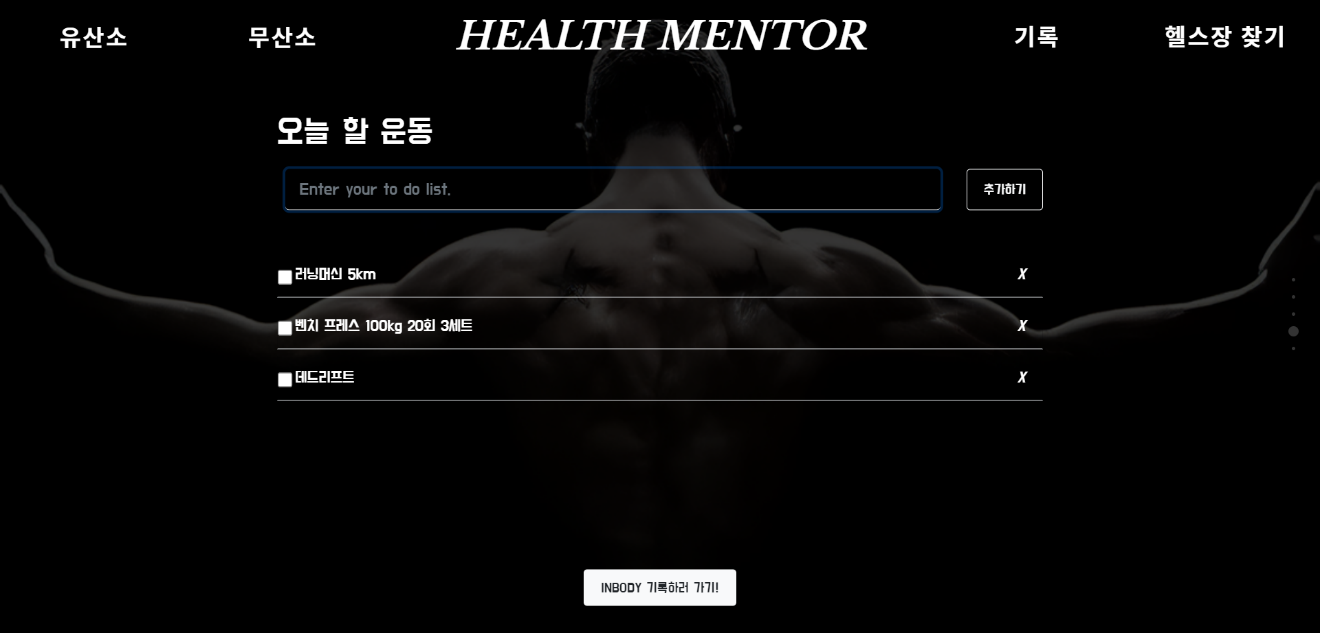 유산소
무산소
HEALTH MENTOR
기록
헬스장 찾기
오늘 할 운동
Enter your to do list.
추가하기
러닝머신 5km
X
벤치 프레스 100kg 20회 3세트
X
데드리프트
X
INBODY 기록하러 가기!